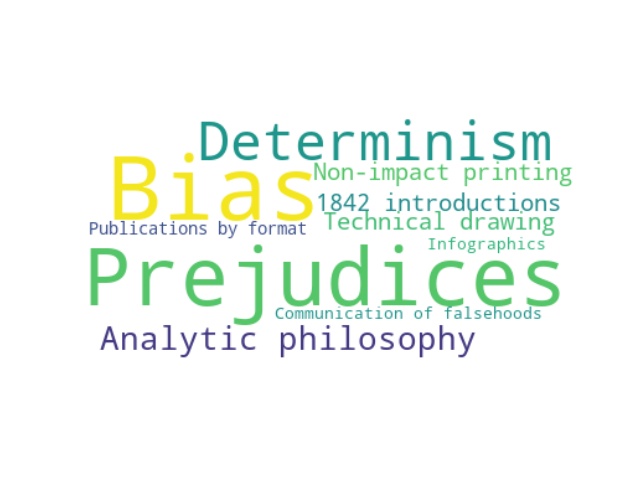 Determinism
Bias
Non-impact printing
1842 introductions
Technical drawing
Publications by format
Infographics
Prejudices
Communication of falsehoods
Analytic philosophy